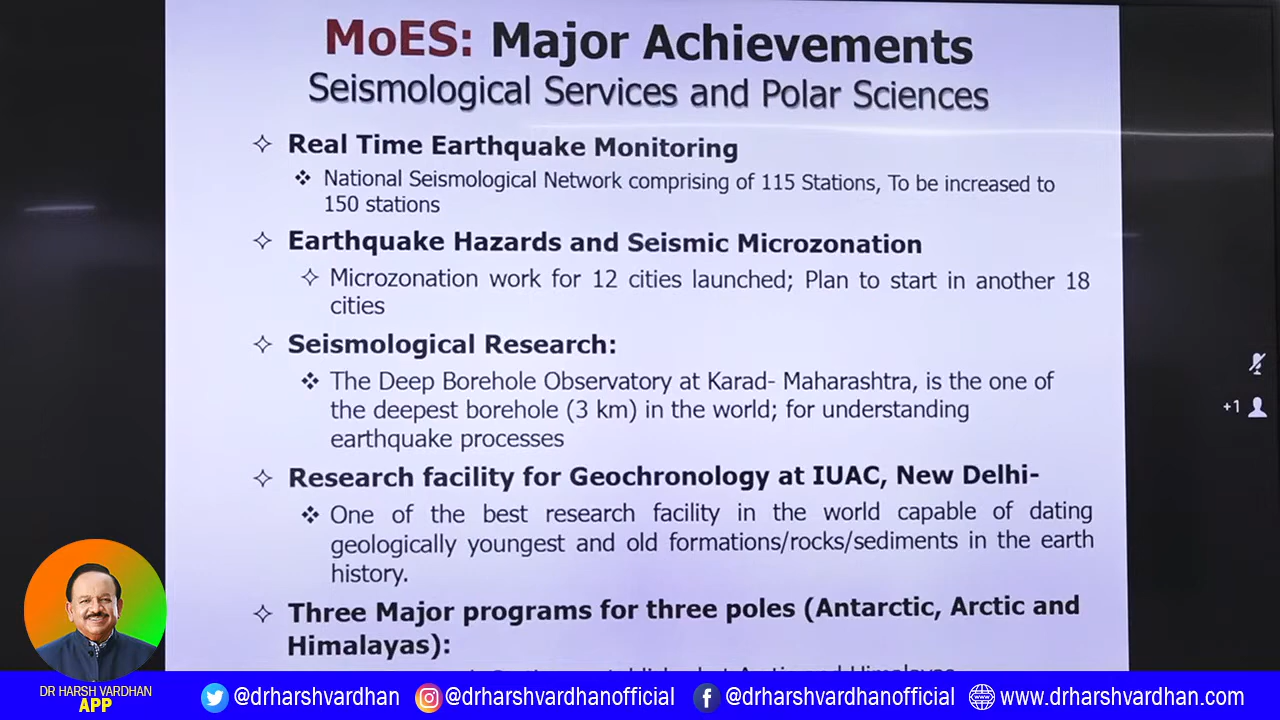 MoES: Major Achievements
Seismological Services and Polar Sciences
Real Time Earthquake Monitoring
National Seismological Network comprising of 115 Stations, To be increased to
150 stations
Earthquake Hazards and Seismic Microzonation
Microzonation work for 12 cities launched; Plan to start in another 18
cities
Seismological Research:
The Deep Borehole Observatory at Karad- Maharashtra, is the one of
the deepest borehole (3 km) in the world; for understanding
earthquake processes
+1
Research facility for Geochronology at IUAC, New Delhi-
One of the best research facility in the world capable of dating
geologically youngest and old formations/rocks/sediments in the earth
history.
Three Major programs for three poles (Antarctic, Arctic and
Himalayas):
DR HARSH VARDHAN
APP
@drharshvardhan @drharshvardhanofficial @drharshvardhanofficial www.drharshvardhan.com